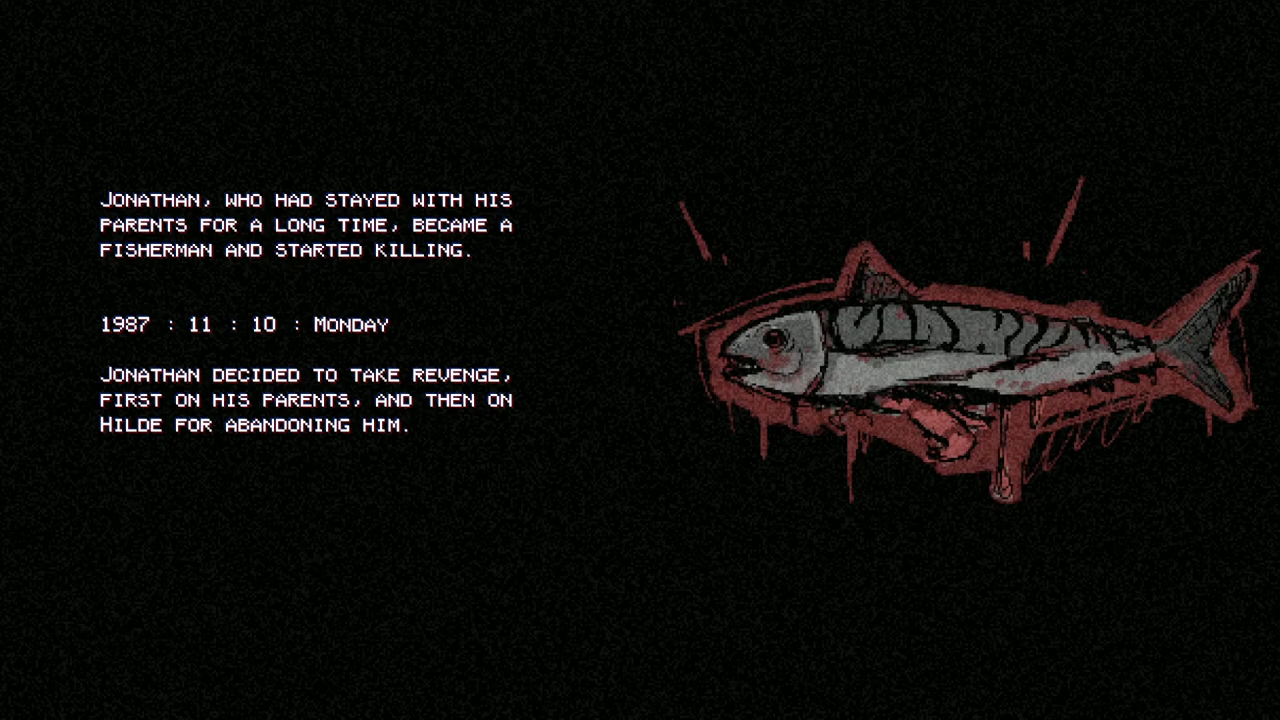 Jonathan, who had stayed with his
parents for a long time, became a
fisherman and started killing.
1987 : 11 : 10 : Monday
Jonathan decided to take revenge,
first on his parents, and then on
Hilde for abandoning him.